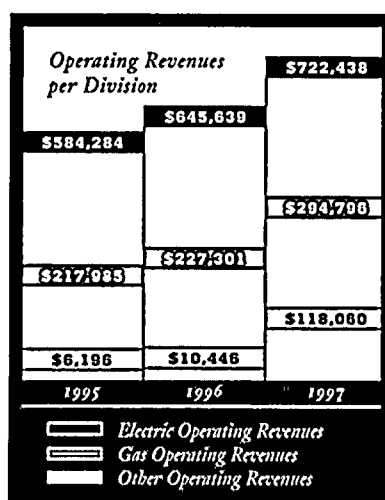 Operating Revenues
per Division
$722,438
$645,639
$584,284
$294,796
$227,301
$217,985
$118,060
$10,446
$6,196
1995 1996 1997
Electric Operating Revenues
Gas Operating Revenues
Other Operating Revenues